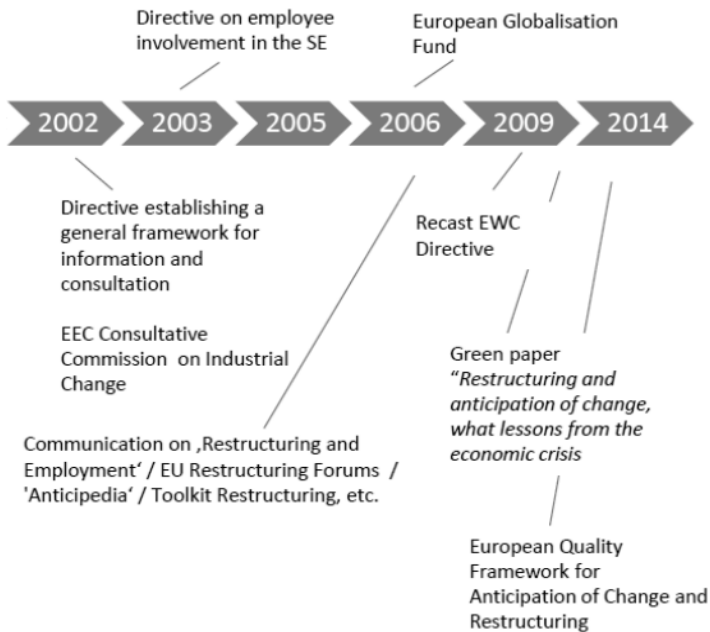 Directive on employee
involvement in the SE
European Globalisation
Fund
2002
2003
2005
2006
2009
2014
Directive establishing a
general framework for
information and
consultation
EEC Consultative
Commission on Industrial
Change
Recast EWC
Directive
Green paper
“Restructuring and
anticipation of change,
what lessons from the
economic crisis
Communication on ‚Restructuring and
Employment‘ / EU Restructuring Forums /
'Anticipedia‘ / Toolkit Restructuring, etc.
European Quality
Framework for
Anticipation of Change and
Restructuring